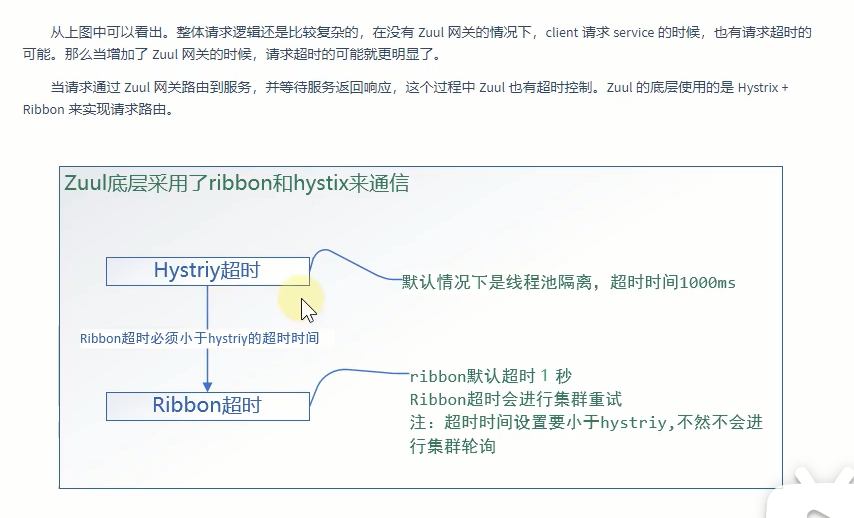 从上图中可以看出。整体请求逻辑还是比较复杂的，在没有 Zuul 网关的情况下，client 请求 service 的时候，也有请求超时的
可能。那么当增加了 Zuul 网关的时候，请求超时的可能就更明显了。
当请求通过 Zuul 网关路由到服务，并等待服务返回响应，这个过程中 Zuul 也有超时控制。Zuul 的底层使用的是 Hystrix +
Ribbon 来实现请求路由。
Zuul底层采用了ribbon和hystix来通信
Hystriy超时
默认情况下是线程池隔离，超时时间1000ms
Ribbon超时必须小于hystriy的超时时间
ribbon默认超时 1 秒
Ribbon超时会进行集群重试
Ribbon超时
注：超时时间设置要小于hystriy,不然不会进
行集群轮询